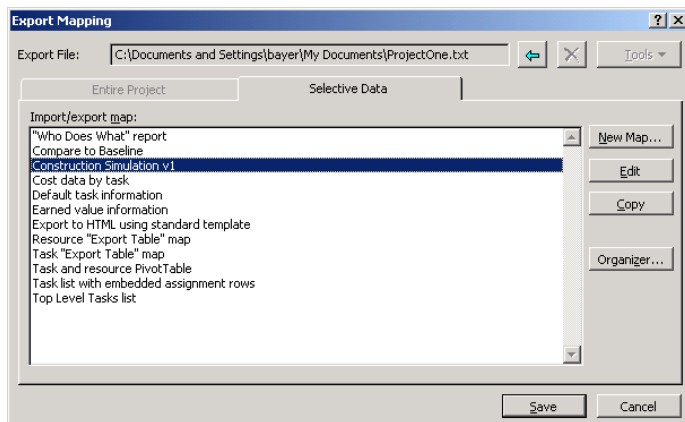 Export Mapping
Export File: C:\Documents and Settings\bayer\My Documents\ProjectOne.txt Tools
Entire Project Selective Data
Import/export map:
"Who Does What" report
Compare to Baseline
Construction Simulation v1
Cost data by task
Default task information
Earned value information
Export to HTML using standard template
Resource "Export Table" map
Task "Export Table" map
Task and resource PivotTable
Task list with embedded assignment rows
Top Level Tasks list
New Map...
Edit
Copy
Organizer...
Save Cancel